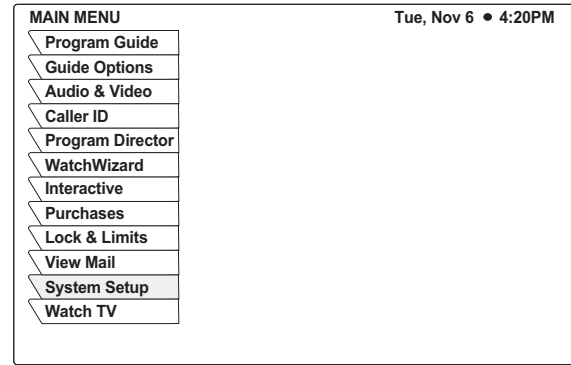 MAIN MENU Tue, Nov 6 ● 4:20PM
Program Guide
Guide Options
Audio & Video
Caller ID
Program Director
WatchWizard
Interactive
Purchases
Lock & Limits
View Mail
System Setup
Watch TV